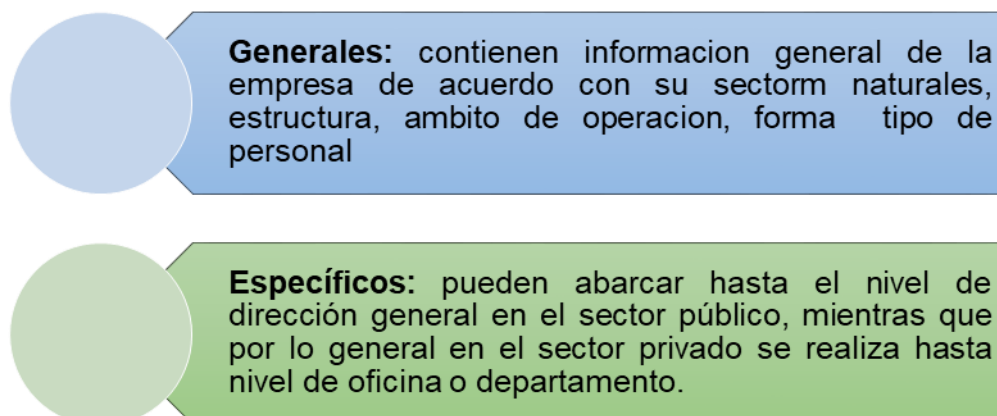 Generales: contienen informacion general de la
empresa de acuerdo con su sectorm naturales,
estructura, ambito de operacion, forma tipo de
personal
Específicos: pueden abarcar hasta el nivel de
dirección general en el sector público, mientras que
por lo general en el sector privado se realiza hasta
nivel de oficina o departamento.